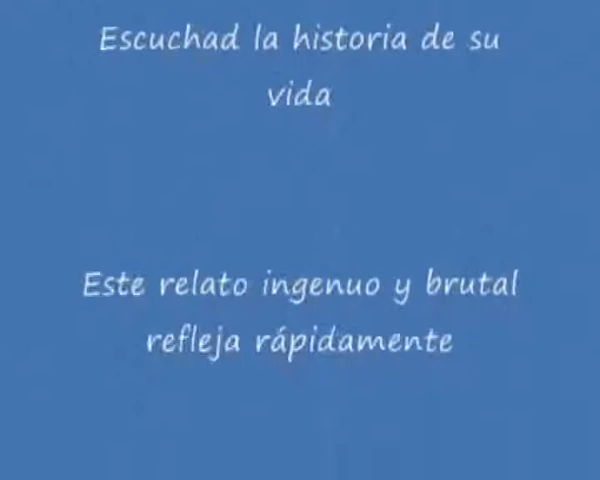 Escuchad la historia de su
vida
Este relato ingenuo y brutal
refleja rápidamente